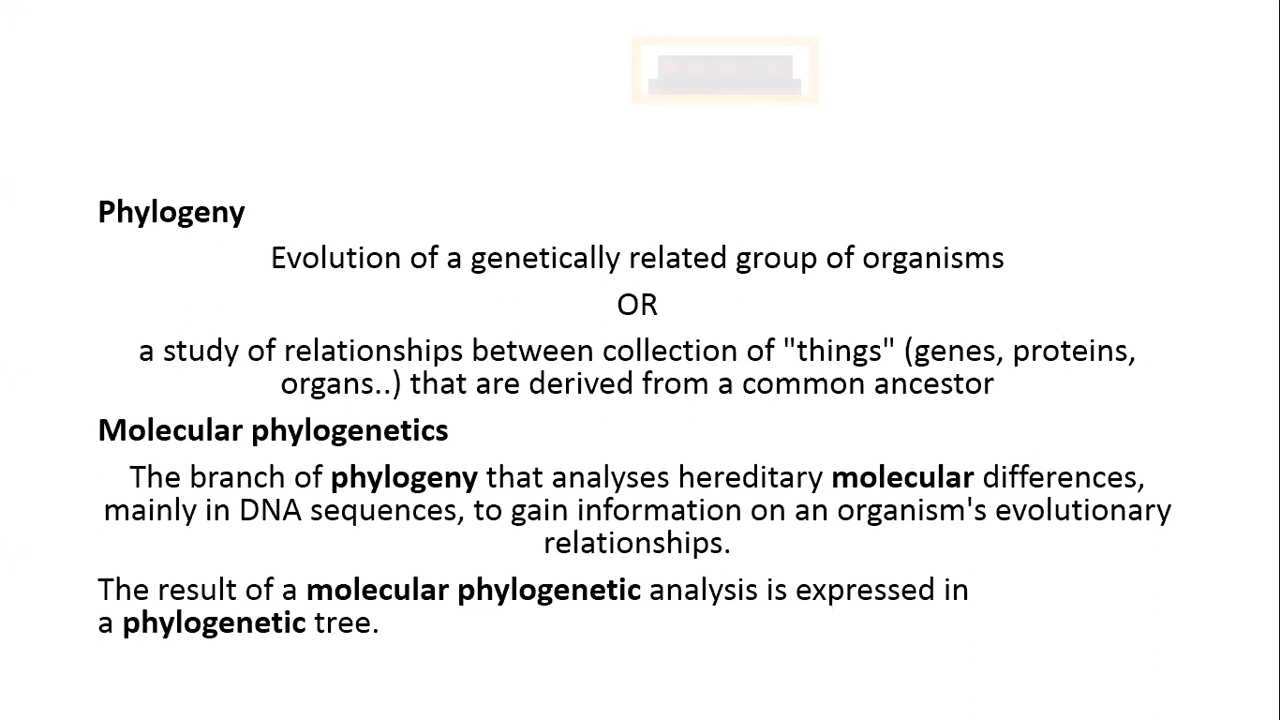 Phylogeny
Evolution of a genetically related group of organisms
OR
a study of relationships between collection of "things" (genes, proteins,
organs..) that are derived from a common ancestor
Molecular phylogenetics
The branch of phylogeny that analyses hereditary molecular differences,
mainly in DNA sequences, to gain information on an organism's evolutionary
relationships.
The result of a molecular phylogenetic analysis is expressed in
a phylogenetic tree.